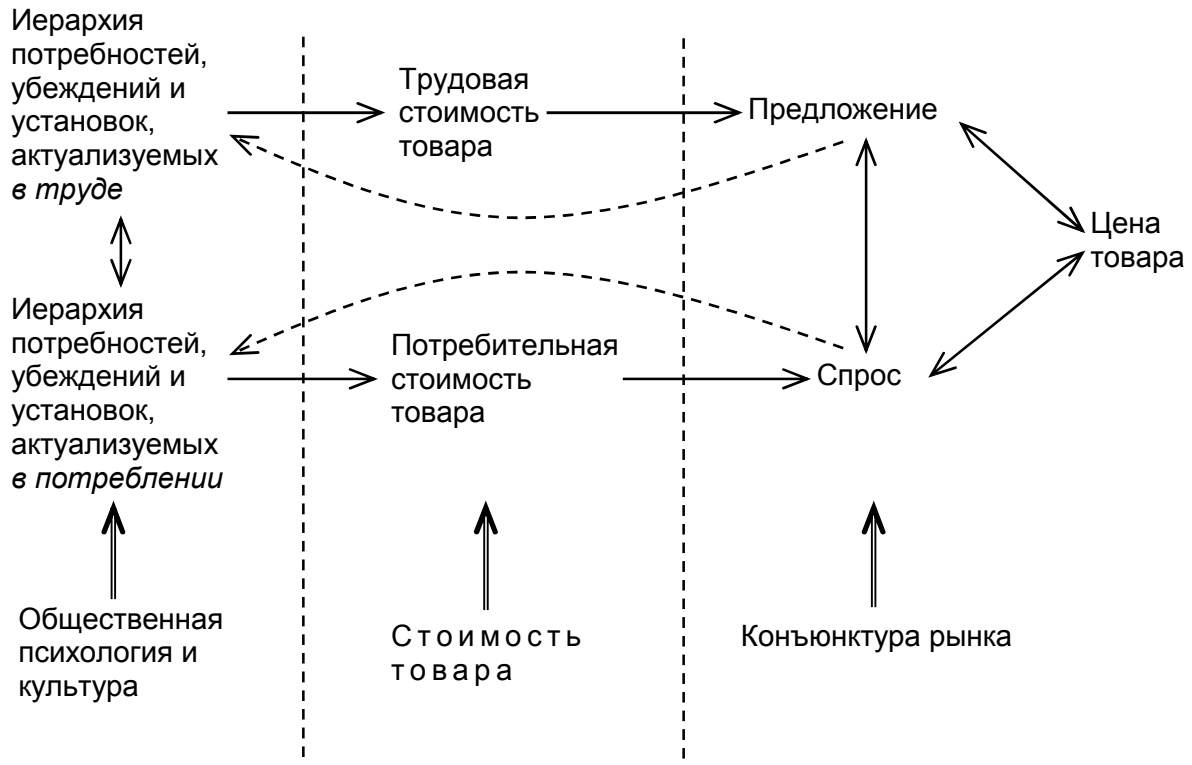 Иерархия
потребностей,
убеждений и
установок,
актуализуемых
в труде
Трудовая
стоимость
товара
Предложение
Цена
товара
Иерархия
потребностей,
убеждений и
установок,
актуализуемых
в потреблении
Потребительная
стоимость
товара
Спрос
Общественная
психология и
культура
Стоимость
товара
Конъюнктура рынка